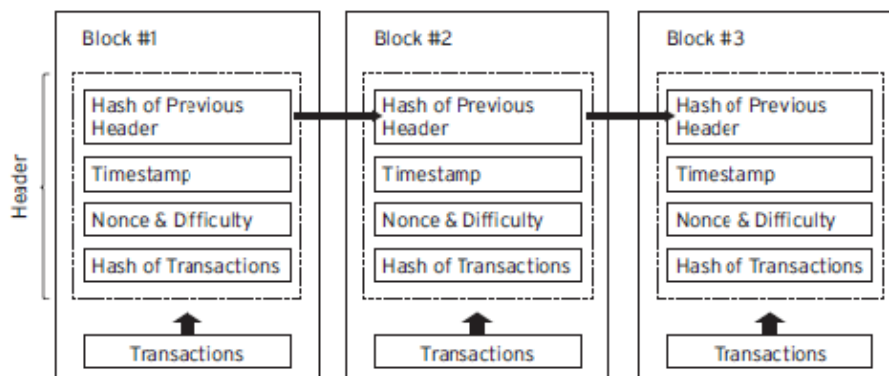 Block #1
Hash of Previous
Header
Timestamp
Nonce & Difficulty
Hash of Transactions
Transactions
Header
Block #2
Hash of Previous
Header
Timestamp
Nonce & Difficulty
Hash of Transactions
Transactions
Block #3
Hash of Previous
Header
Timestamp
Nonce & Difficulty
Hash of Transactions
Transactions